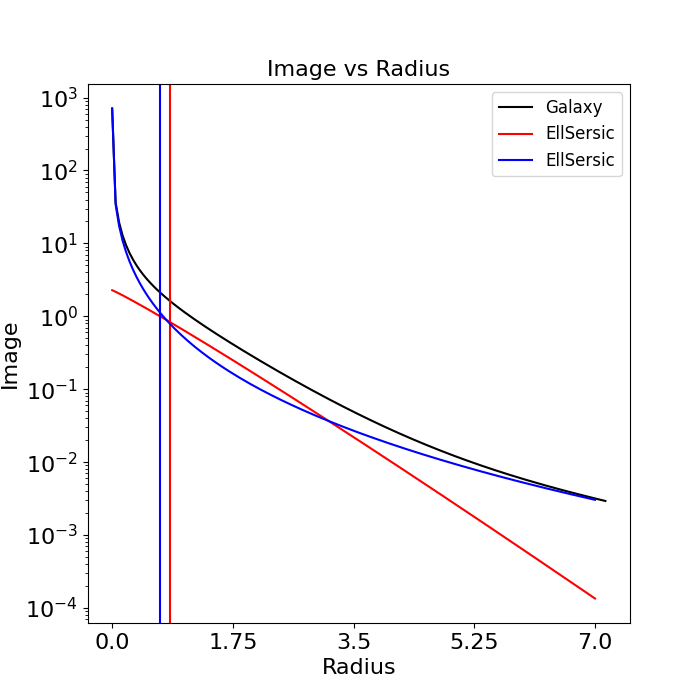 Image vs Radius
Galaxy
EllSersic
EllSersic
Image
10³
10²
10¹
10⁰
10⁻¹
10⁻²
10⁻³
10⁻⁴
0.0 1.75 3.5 5.25 7.0
Radius